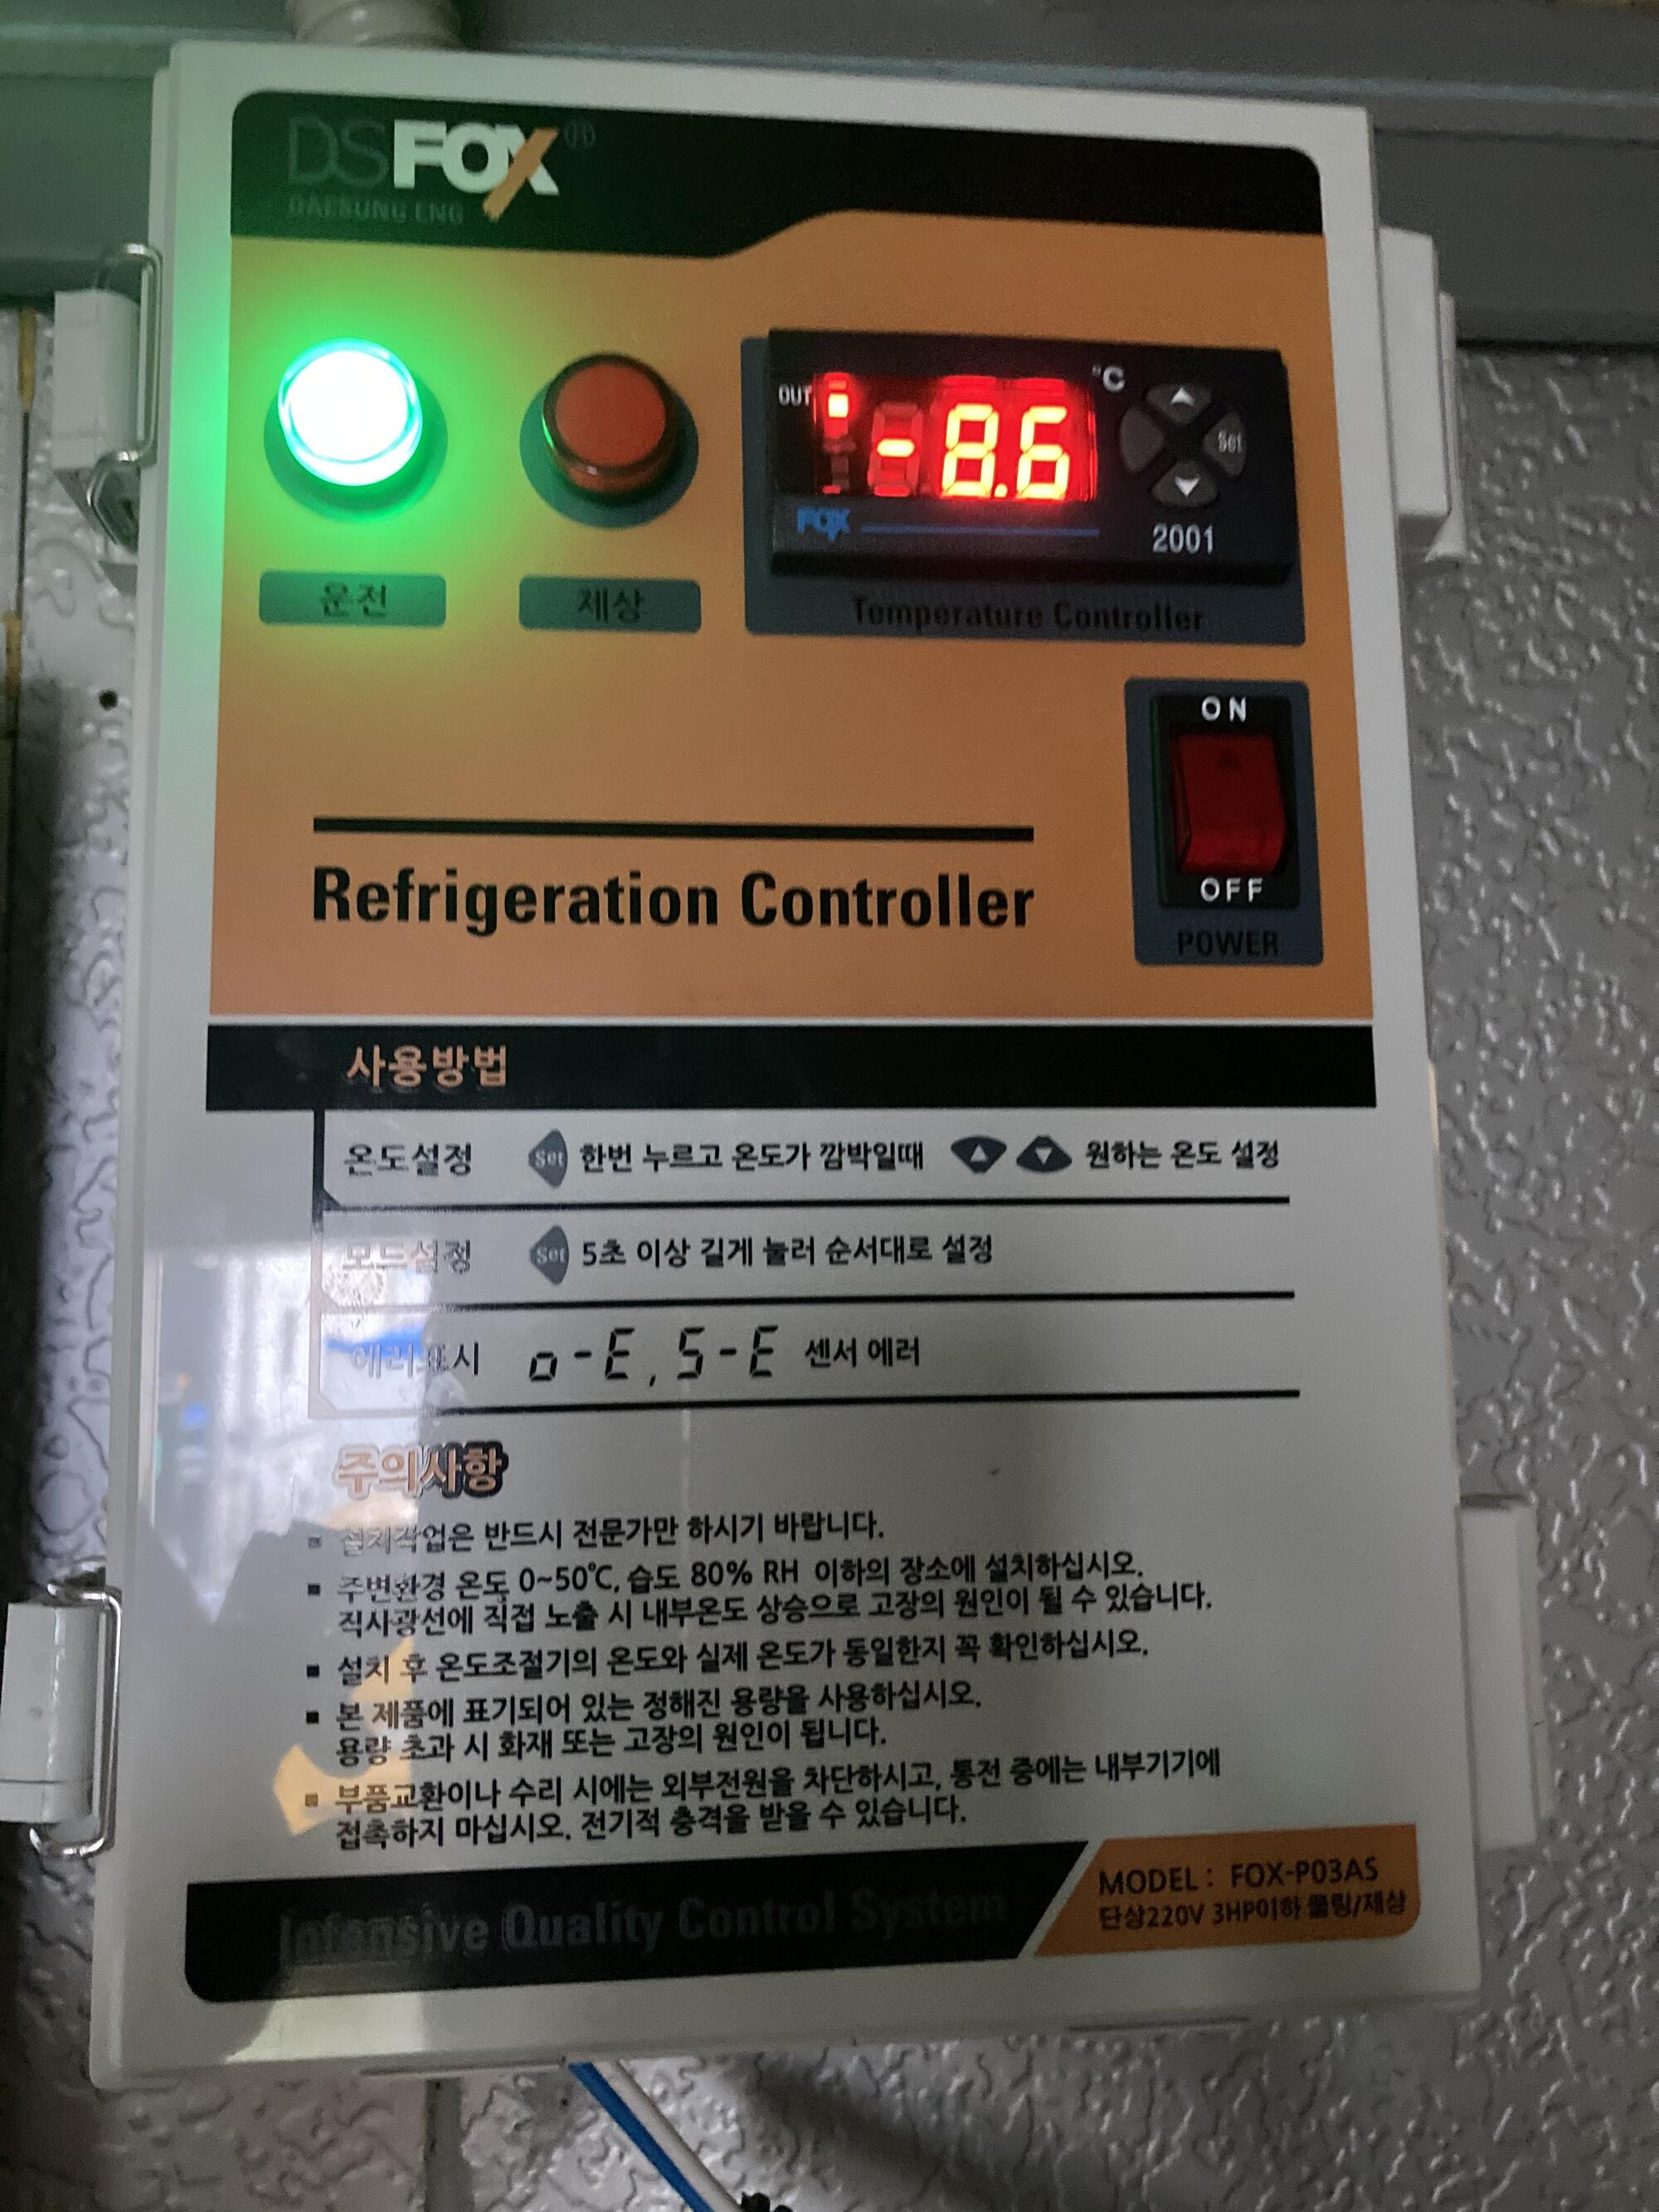 DSFOX®
DAESUNG ENG
OUT
-8.6
°C
Set
FOX
2001
운전
제상
Temperature Controller
ON
OFF
POWER
Refrigeration Controller
사용방법
온도설정 Set 한번 누르고 온도가 깜박일때 원하는 온도 설정
모드설정 Set 5초 이상 길게 눌러 순서대로 설정
에러표시 o-E, S-E 센서 에러
주의사항
설치작업은 반드시 전문가만 하시기 바랍니다.
주변환경 온도 0~50℃, 습도 80% RH 이하의 장소에 설치하십시오.
직사광선에 직접 노출 시 내부온도 상승으로 고장의 원인이 될 수 있습니다.
설치 후 온도조절기의 온도와 실제 온도가 동일한지 꼭 확인하십시오.
본 제품에 표기되어 있는 정해진 용량을 사용하십시오.
용량 초과 시 화재 또는 고장의 원인이 됩니다.
부품교환이나 수리 시에는 외부전원을 차단하시고, 통전 중에는 내부기기에
접촉하지 마십시오. 전기적 충격을 받을 수 있습니다.
Intensive Quality Control System
MODEL : FOX-P03AS
단상220V 3HP이하 쿨링/제상